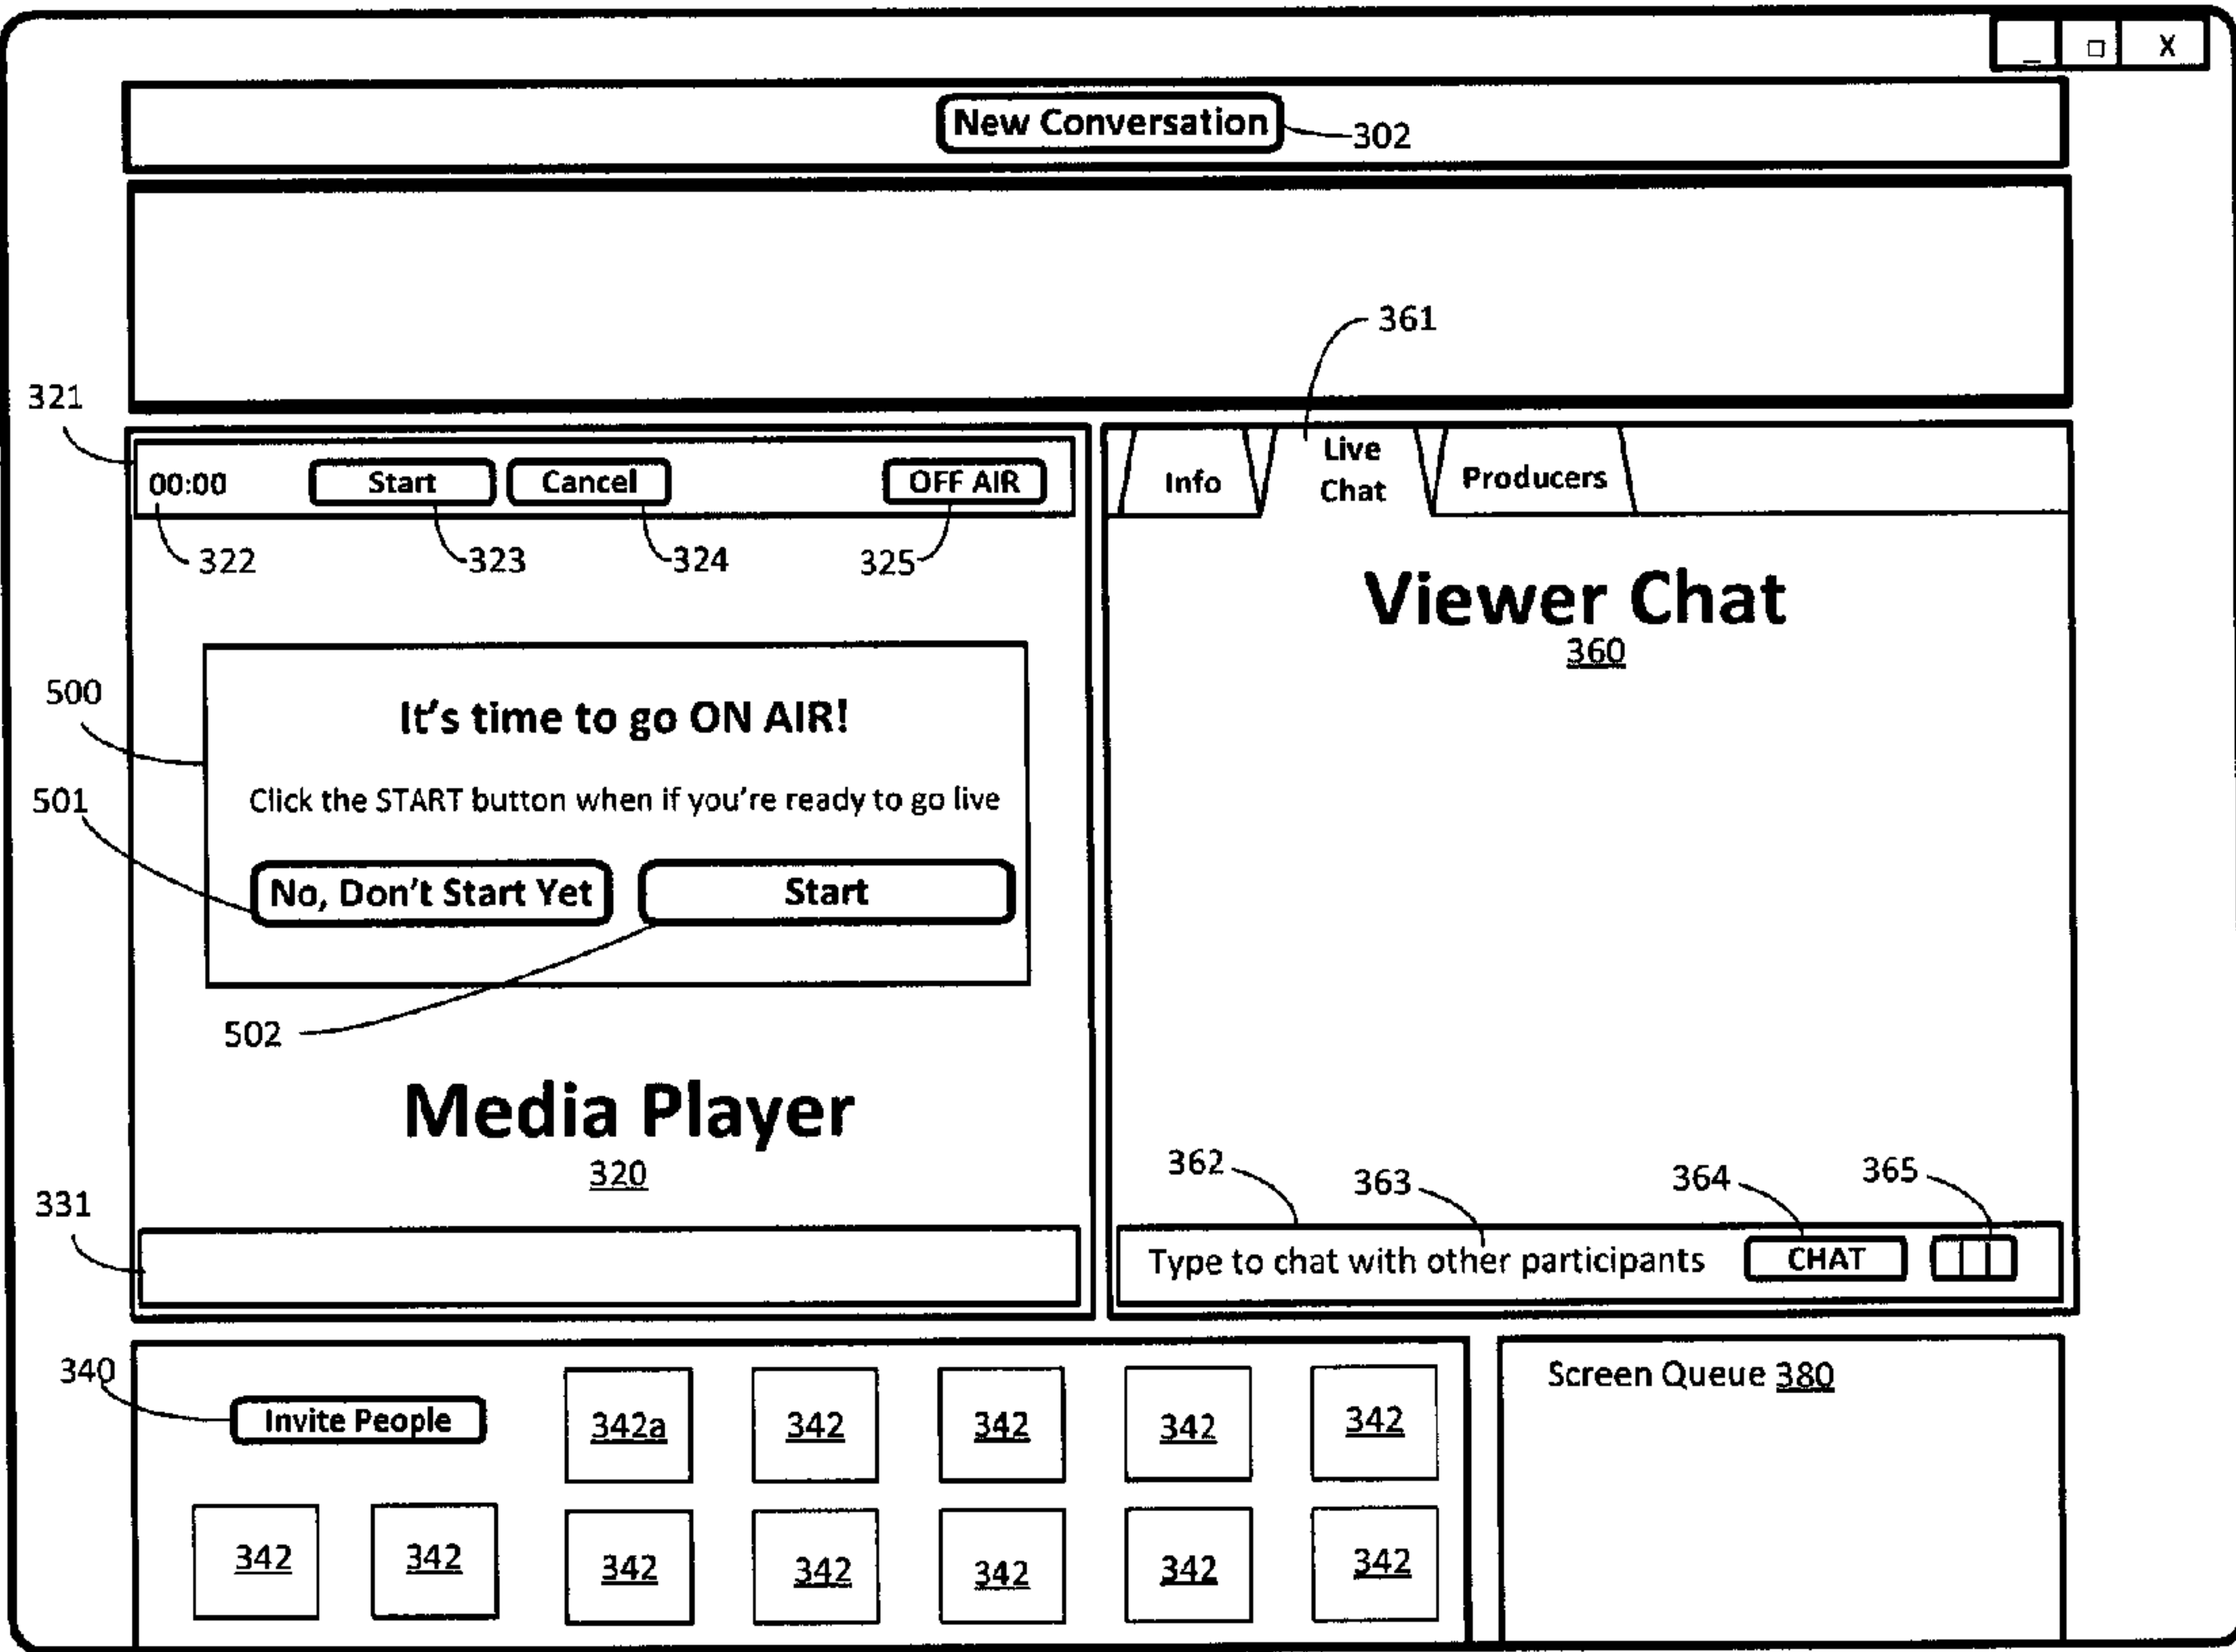 _ □ X
New Conversation 302
361
321
00:00 Start Cancel OFF AIR
322 323 324 325
Info Live Chat Producers
Viewer Chat
360
500
It's time to go ON AIR!
501
Click the START button when if you're ready to go live
No, Don't Start Yet Start
502
Media Player
320
331
362 363 364 365
Type to chat with other participants CHAT
340
Invite People 342a 342 342 342 342
342 342 342 342 342 342 342
Screen Queue 380